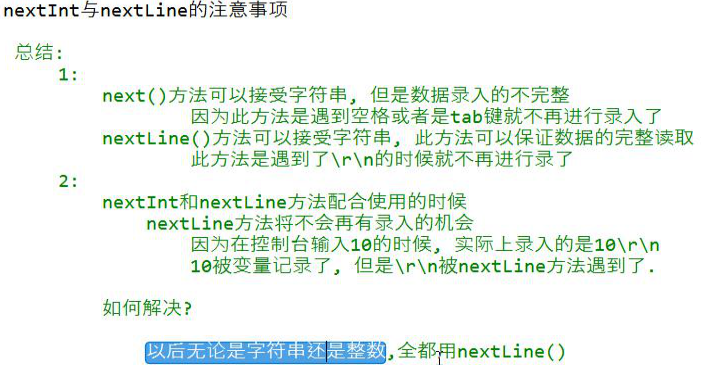 nextInt与nextLine的注意事项
总结:
1:
next()方法可以接受字符串, 但是数据录入的不完整
因为此方法是遇到空格或者是tab键就不再进行录入了
nextLine()方法可以接受字符串, 此方法可以保证数据的完整读取
此方法是遇到了\r\n的时候就不再进行录了
2:
nextInt和nextLine方法配合使用的时候
nextLine方法将不会再有录入的机会
因为在控制台输入10的时候, 实际上录入的是10\r\n
10被变量记录了, 但是\r\n被nextLine方法遇到了.
如何解决?
以后无论是字符串还是整数,全都用nextLine()